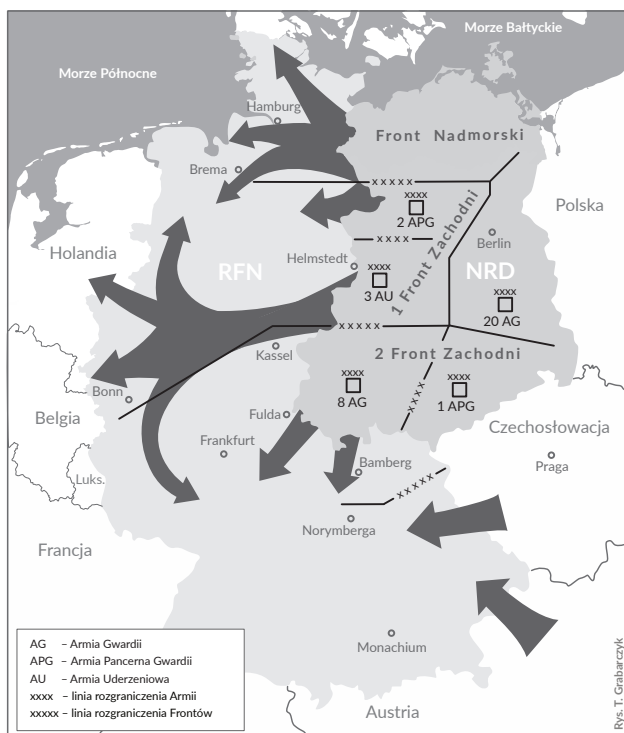 Morze Bałtyckie
Morze Północne
Hamburg
Front Nadmorski
Brema
xxxxx
xxxx
2 APG
Polska
Holandia
xxxx
Berlin
Helmstedt
RFN
xxxx
3 AU
1 Front Zachodni
NRD
xxxx
20 AG
xxxxx
Kassel
2 Front Zachodni
xxxx
8 AG
xxxx
xxxx
1 APG
Bonn
Belgia
Fulda
Frankfurt
Czechosłowacja
Praga
Bamberg
Luks.
xxxxx
Norymberga
Francja
Monachium
Austria
AG – Armia Gwardii
APG – Armia Pancerna Gwardii
AU – Armia Uderzeniowa
xxxx – linia rozgraniczenia Armii
xxxxx – linia rozgraniczenia Frontów
Rys. T. Grabarczyk